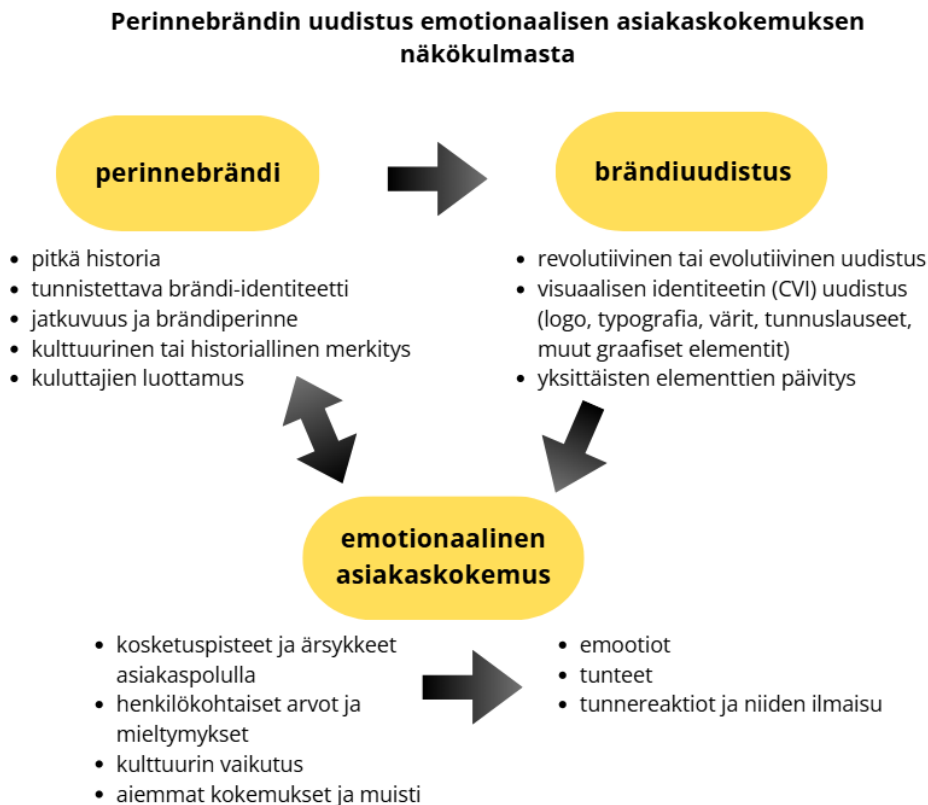 Perinnebrändin uudistus emotionaalisen asiakaskokemuksen
näkökulmasta
perinnebrändi
• pitkä historia
• tunnistettava brändi-identiteetti
• jatkuvuus ja brändiperinne
• kulttuurinen tai historiallinen merkitys
• kuluttajien luottamus
brändiuudistus
• revolutiivinen tai evolutiivinen uudistus
• visuaalisen identiteetin (CVI) uudistus
(logo, typografia, värit, tunnuslauseet,
muut graafiset elementit)
• yksittäisten elementtien päivitys
emotionaalinen
asiakaskokemus
• kosketuspisteet ja ärsykkeet
asiakaspolulla
• henkilökohtaiset arvot ja
mieltymykset
• kulttuurin vaikutus
• aiemmat kokemukset ja muisti
• emootiot
• tunteet
• tunnereaktiot ja niiden ilmaisu